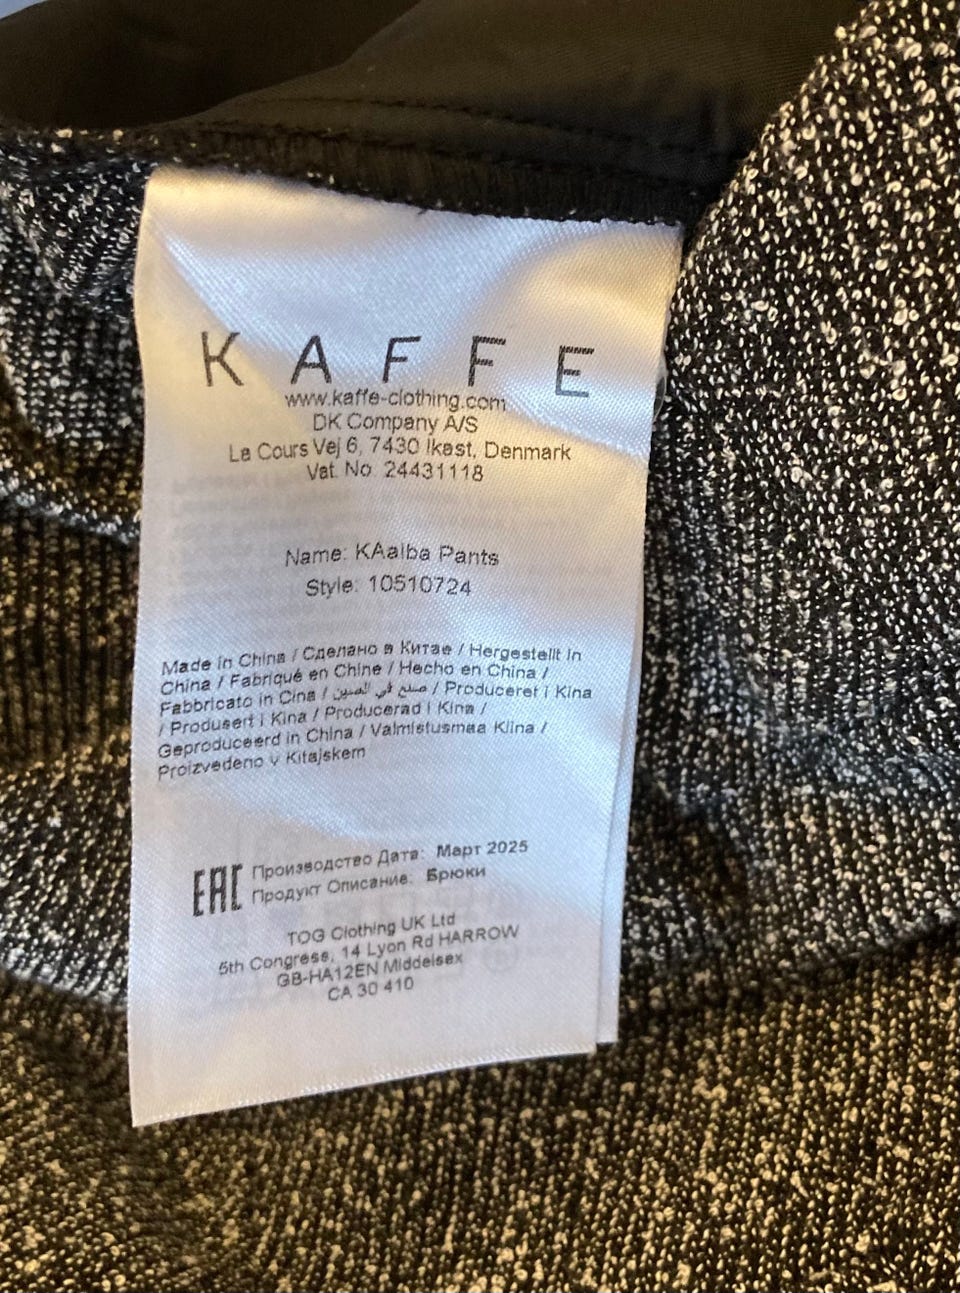 KAFFE
www.kaffe-clothing.com
DK Company A/S
La Cours Vej 6, 7430 Ikast, Denmark
Vat. No. 24431118
Name: KAalba Pants
Style: 10510724
Made in China / Сделано в Китае / Hergestellt in
China / Fabriqué en Chine / Hecho en China /
Fabbricato in Cina / صنع في الصين / Produceret i Kina
/ Produsert i Kina / Producerad i Kina /
Geproduceerd in China / Valmistusmaa Kiina /
Proizvedeno v Kitajskem
EAC
Производство Дата: Март 2025
Продукт Описание: Брюки
TOG Clothing UK Ltd
5th Congress, 14 Lyon Rd HARROW
GB-HA12EN Middelsex
CA 30 410